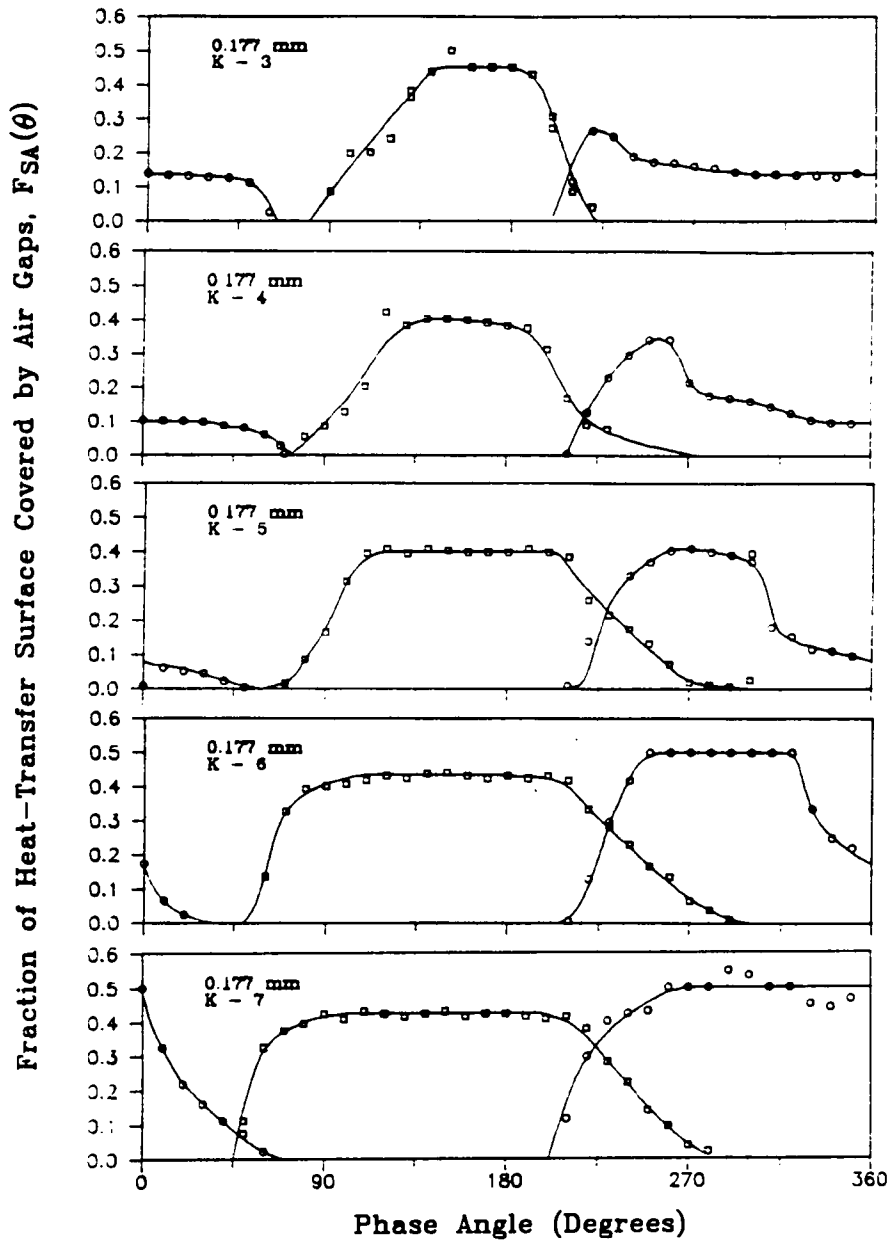 Fraction of Heat-Transfer Surface Covered by Air Gaps, FSA(θ)
0.6
0.5
0.4
0.3
0.2
0.1
0.0
0.177 mm
K - 3
0.6
0.5
0.4
0.3
0.2
0.1
0.0
0.177 mm
K - 4
0.6
0.5
0.4
0.3
0.2
0.1
0.0
0.177 mm
K - 5
0.6
0.5
0.4
0.3
0.2
0.1
0.0
0.177 mm
K - 6
0.6
0.5
0.4
0.3
0.2
0.1
0.0
0.177 mm
K - 7
0 90 180 270 360
Phase Angle (Degrees)